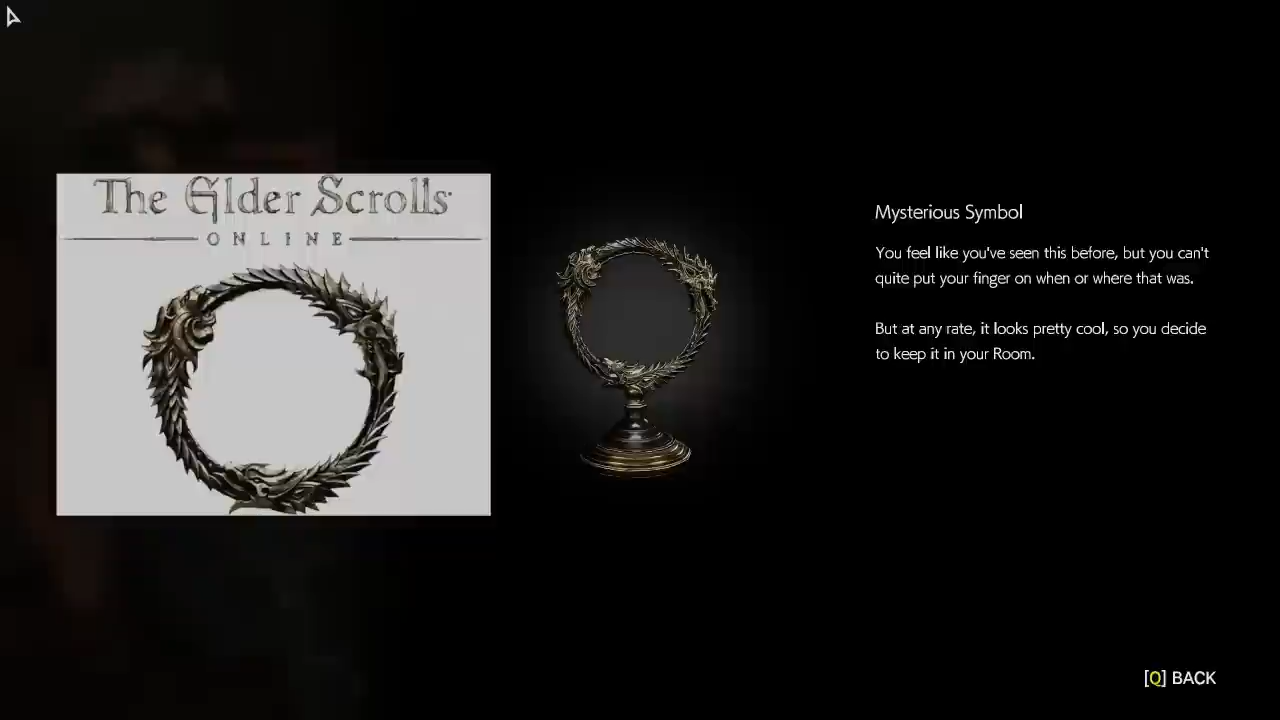 The Elder Scrolls
ONLINE
Mysterious Symbol
You feel like you've seen this before, but you can't
quite put your finger on when or where that was.
But at any rate, it looks pretty cool, so you decide
to keep it in your Room.
[Q] BACK